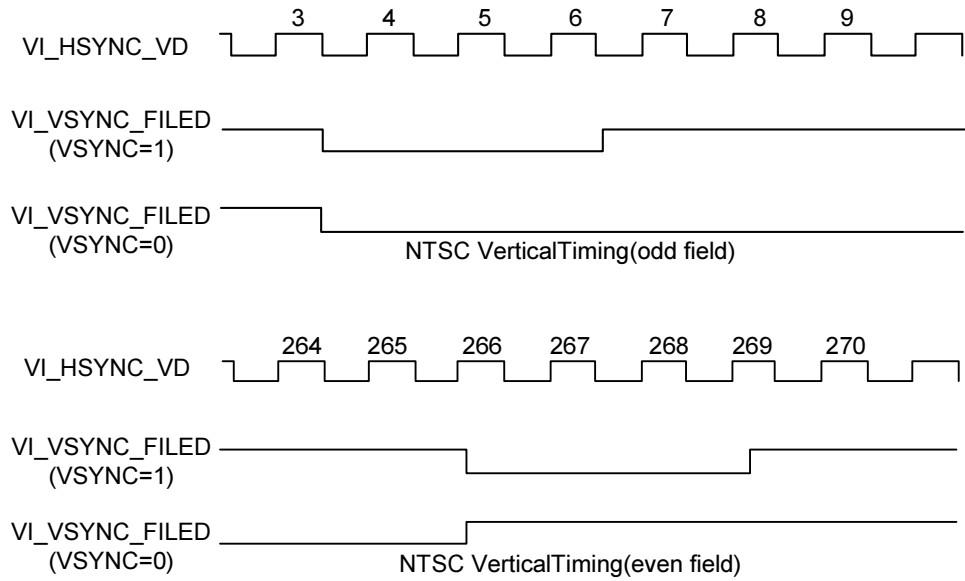 3 4 5 6 7 8 9
VI_HSYNC_VD
VI_VSYNC_FILED
(VSYNC=1)
VI_VSYNC_FILED
(VSYNC=0)
NTSC VerticalTiming(odd field)
264 265 266 267 268 269 270
VI_HSYNC_VD
VI_VSYNC_FILED
(VSYNC=1)
VI_VSYNC_FILED
(VSYNC=0)
NTSC VerticalTiming(even field)